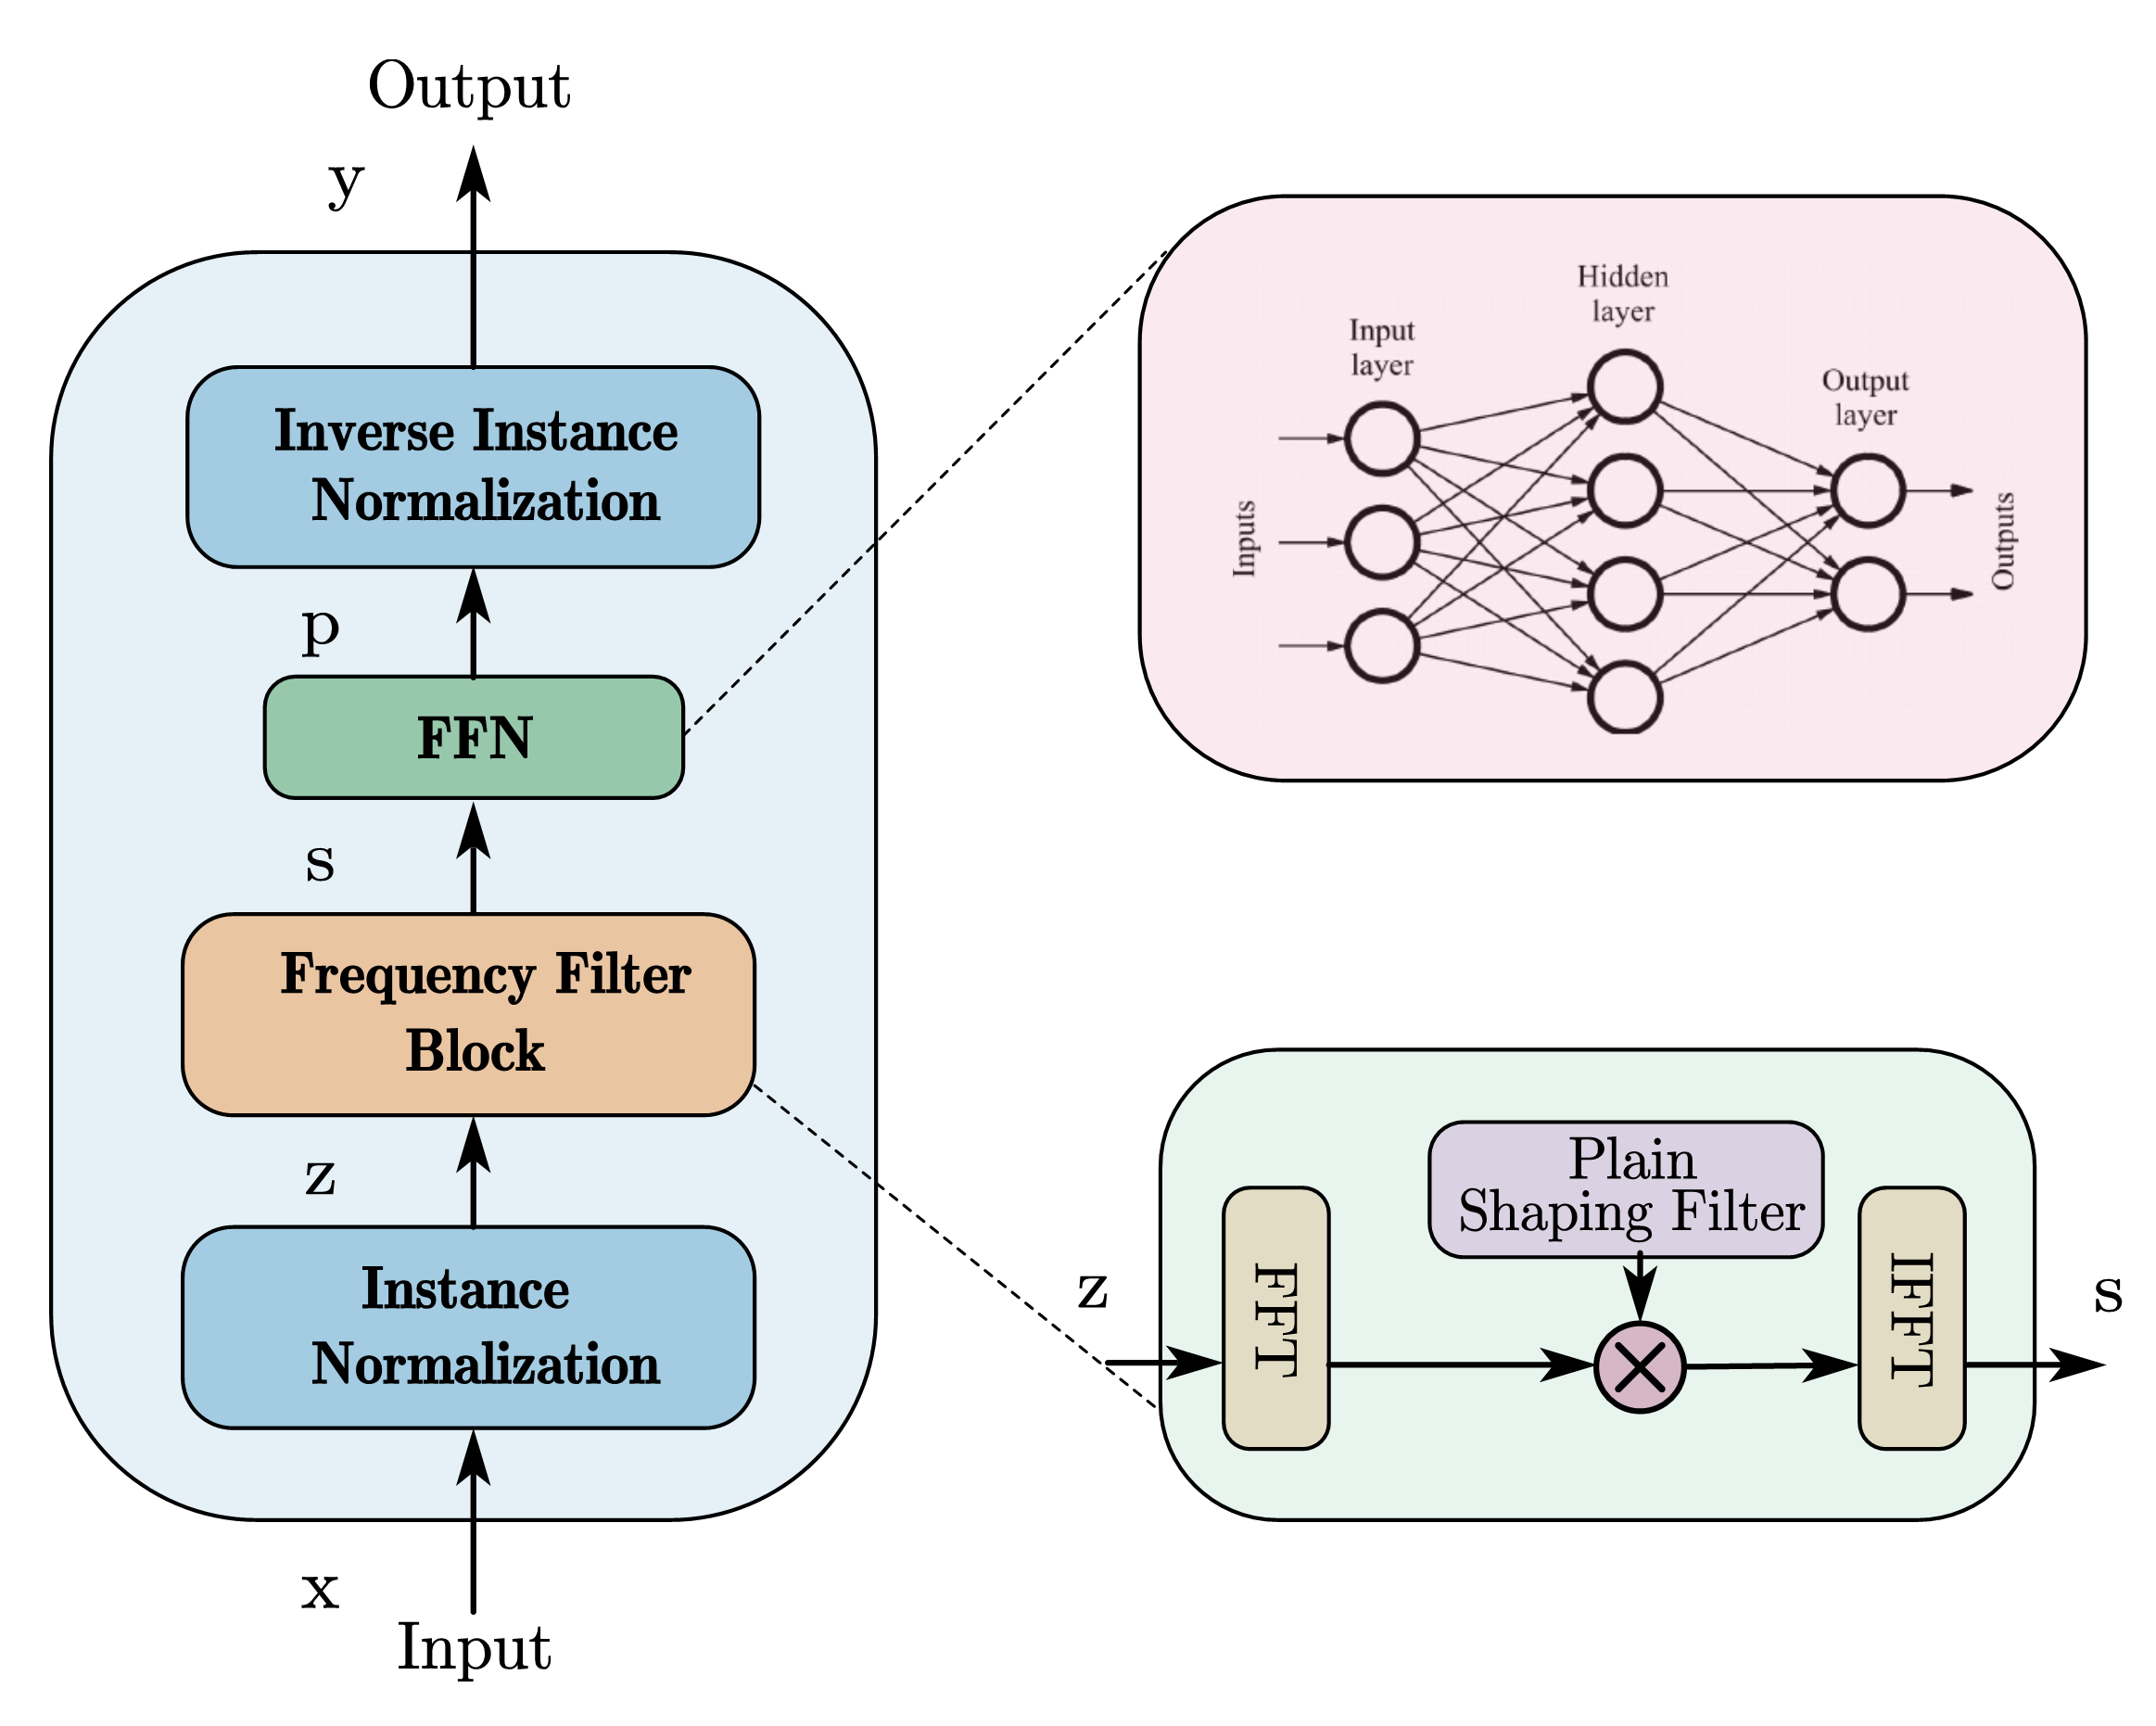 Output
y
Inverse Instance
Normalization
p
FFN
s
Frequency Filter
Block
z
Instance
Normalization
x
Input
Hidden
layer
Input
layer
Output
layer
Inputs
Outputs
Plain
Shaping Filter
z
FFT
IFFT
s